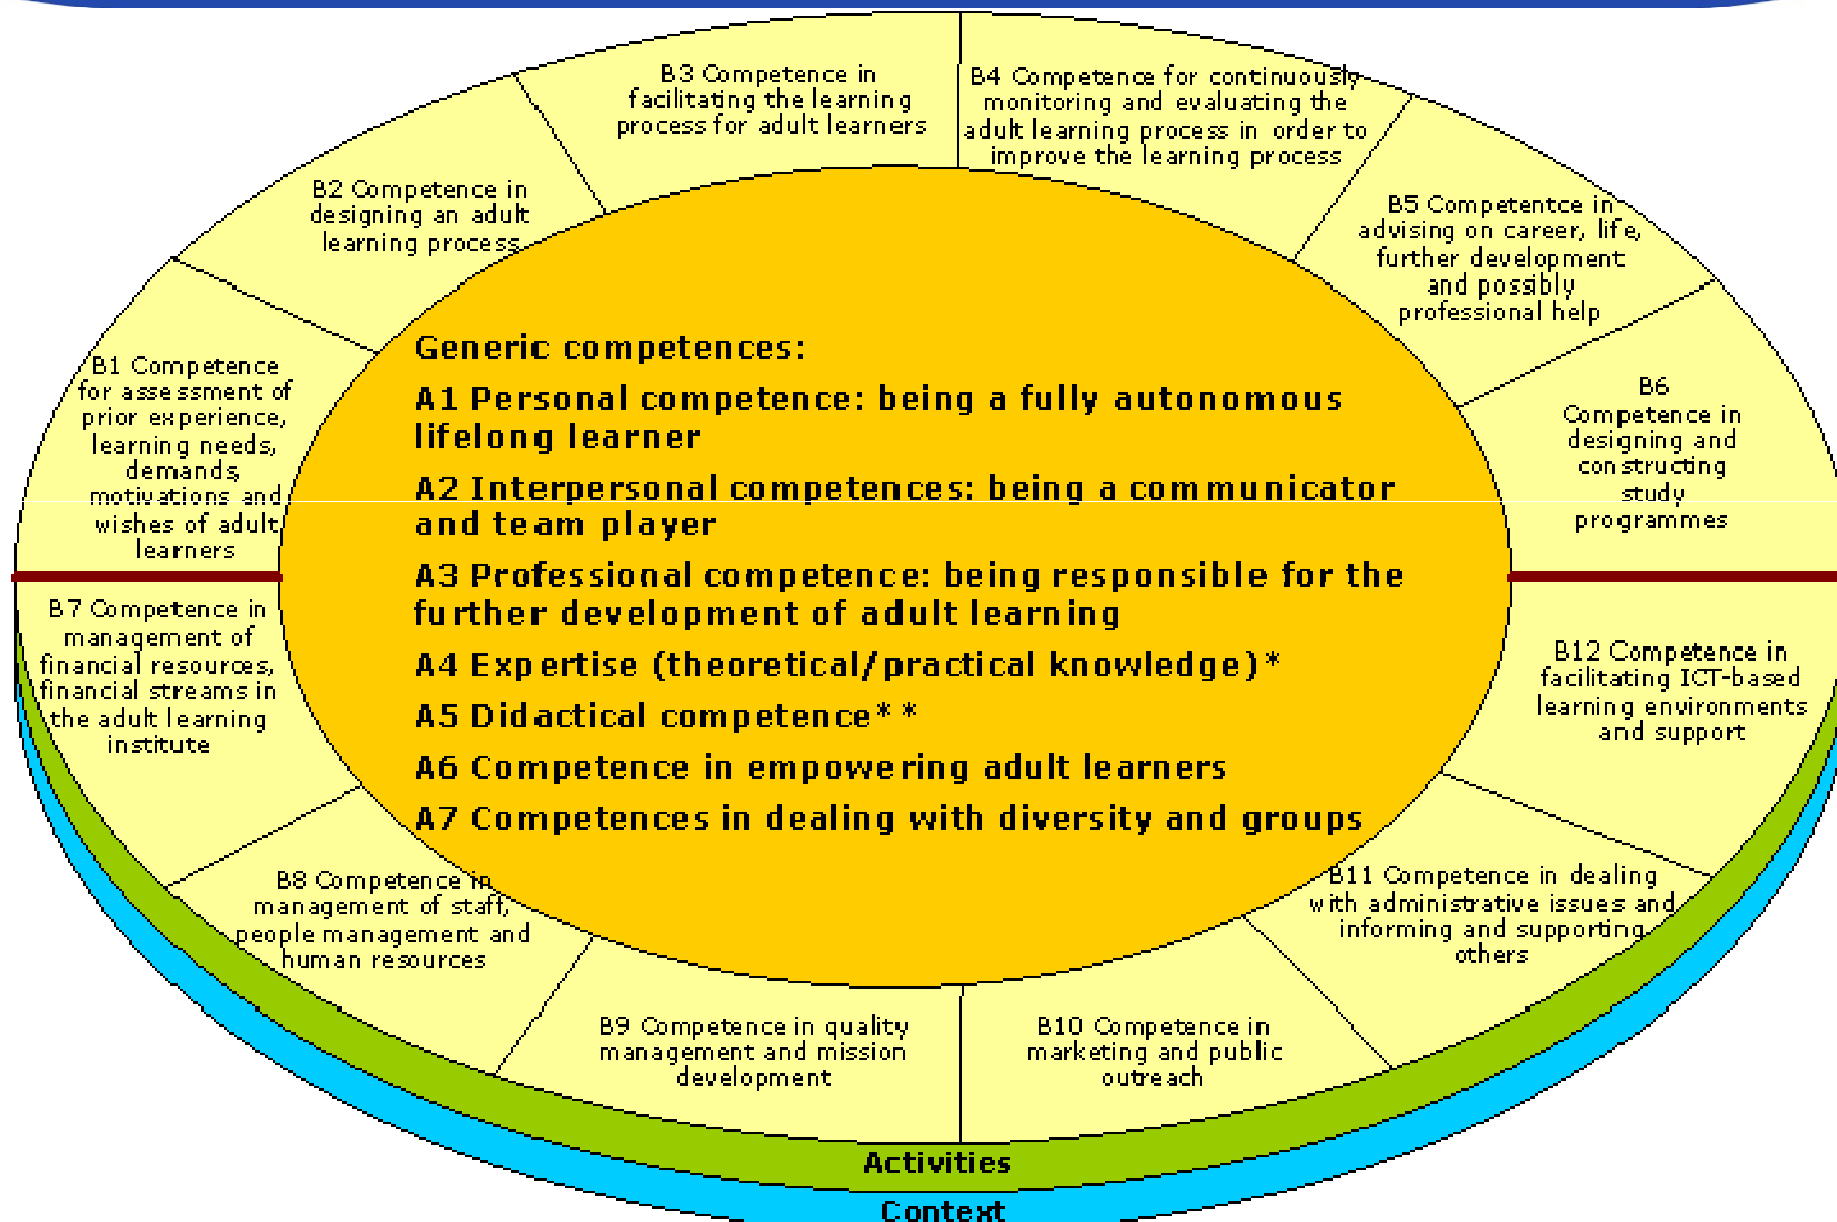 B3 Competence in
facilitating the learning
process for adult learners
B4 Competence for continuously
monitoring and evaluating the
adult learning process in order to
improve the learning process
B2 Competence in
designing an adult
learning process
B5 Competentce in
advising on career, life,
further development
and possibly
professional help
B1 Competence
for assessment of
prior experience,
learning needs,
demands,
motivations and
wishes of adult
learners
B6
Competence in
designing and
constructing
study
programmes
Generic competences:
A1 Personal competence: being a fully autonomous
lifelong learner
A2 Interpersonal competences: being a communicator
and team player
A3 Professional competence: being responsible for the
further development of adult learning
A4 Expertise (theoretical/practical knowledge)*
A5 Didactical competence**
A6 Competence in empowering adult learners
A7 Competences in dealing with diversity and groups
B7 Competence in
management of
financial resources,
financial streams in
the adult learning
institute
B12 Competence in
facilitating ICT-based
learning environments
and support
B8 Competence in
management of staff,
people management and
human resources
B11 Competence in dealing
with administrative issues and
informing and supporting
others
B9 Competence in quality
management and mission
development
B10 Competence in
marketing and public
outreach
Activities
Context